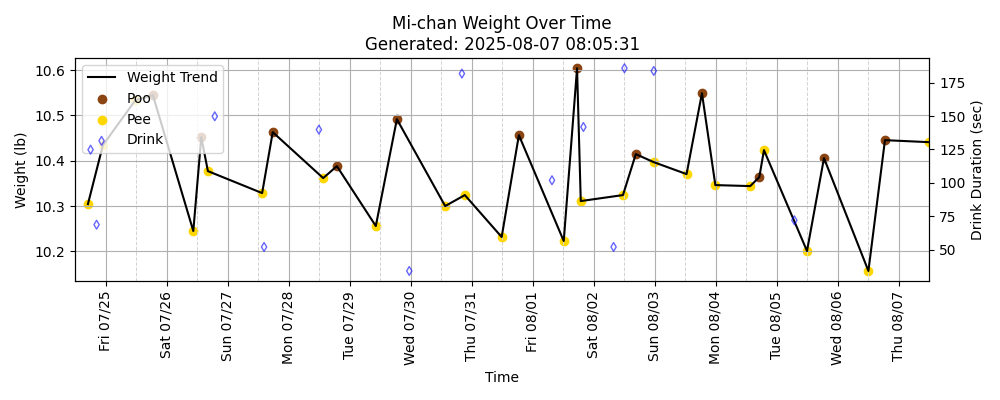 Mi-chan Weight Over Time
Generated: 2025-08-07 08:05:31
Weight Trend
Poo
Pee
Drink
Weight (lb)
10.6
10.5
10.4
10.3
10.2
175
150
125
100
75
50
Drink Duration (sec)
Fri 07/25
Sat 07/26
Sun 07/27
Mon 07/28
Tue 07/29
Wed 07/30
Thu 07/31
Fri 08/01
Sat 08/02
Sun 08/03
Mon 08/04
Tue 08/05
Wed 08/06
Thu 08/07
Time